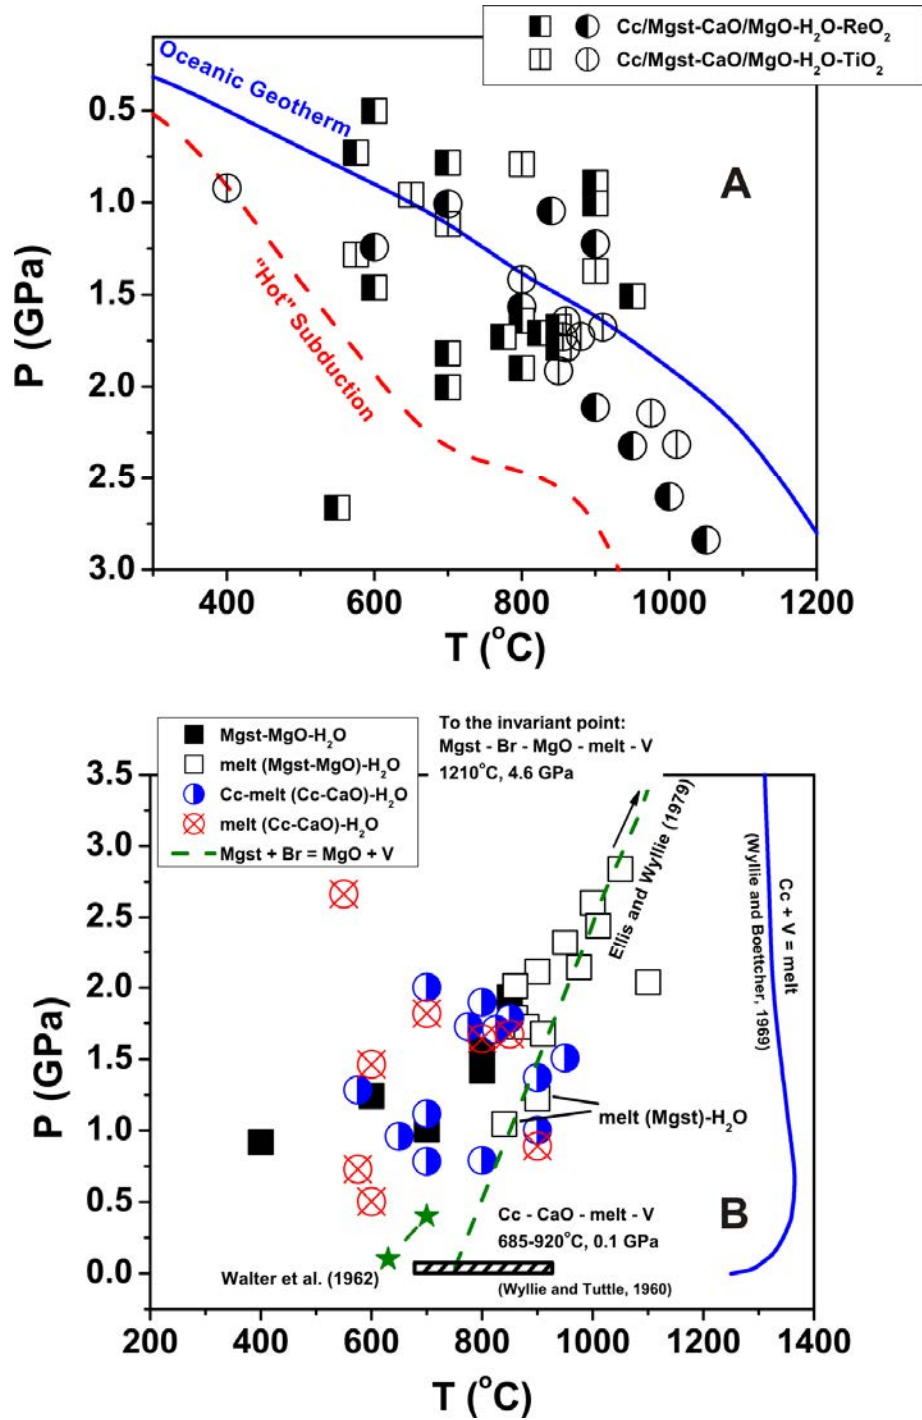 Cc/Mgst-CaO/MgO-H₂O-ReO₂
Cc/Mgst-CaO/MgO-H₂O-TiO₂
Oceanic Geotherm
A
"Hot" Subduction
0.5
1.0
1.5
2.0
2.5
3.0
P (GPa)
400
600
800
1000
1200
T (°C)
Mgst-MgO-H₂O
melt (Mgst-MgO)-H₂O
Cc-melt (Cc-CaO)-H₂O
melt (Cc-CaO)-H₂O
Mgst + Br = MgO + V
To the invariant point:
Mgst - Br - MgO - melt - V
1210°C, 4.6 GPa
Ellis and Wyllie (1979)
Cc + V = melt
(Wyllie and Boettcher, 1969)
melt (Mgst)-H₂O
Cc - CaO - melt - V
685-920°C, 0.1 GPa
B
Walter et al. (1962)
(Wyllie and Tuttle, 1960)
3.5
3.0
2.5
2.0
1.5
1.0
0.5
0.0
P (GPa)
200
400
600
800
1000
1200
1400
T (°C)